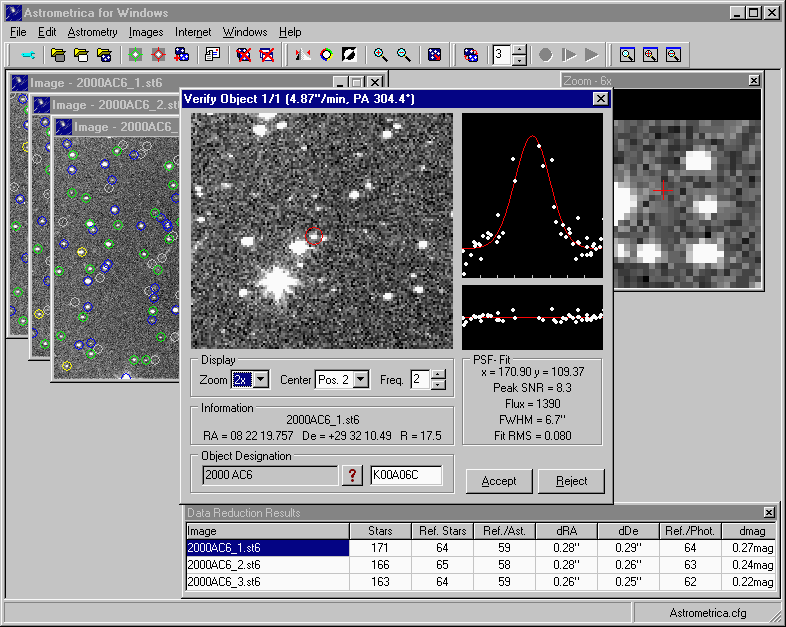 Astrometrica for Windows
File Edit Astrometry Images Internet Windows Help
3
Image - 2000AC6_1.st6
Image - 2000AC6_2.st
Image - 2000AC6_
Zoom - 6x
Verify Object 1/1 (4.87"/min, PA 304.4°)
Display
Zoom 2x Center Pos. 2 Freq. 2
Information
2000AC6_1.st6
RA = 08 22 19.757 De = +29 32 10.49 R = 17.5
Object Designation
2000 AC6 ? K00A06C
PSF- Fit
x = 170.90 y = 109.37
Peak SNR = 8.3
Flux = 1390
FWHM = 6.7"
Fit RMS = 0.080
Accept Reject
Data Reduction Results
Image Stars Ref. Stars Ref./Ast. dRA dDe Ref./Phot. dmag
2000AC6_1.st6 171 64 59 0.28" 0.29" 64 0.27mag
2000AC6_2.st6 166 65 58 0.28" 0.26" 63 0.24mag
2000AC6_3.st6 163 64 59 0.26" 0.25" 62 0.22mag
Astrometrica.cfg